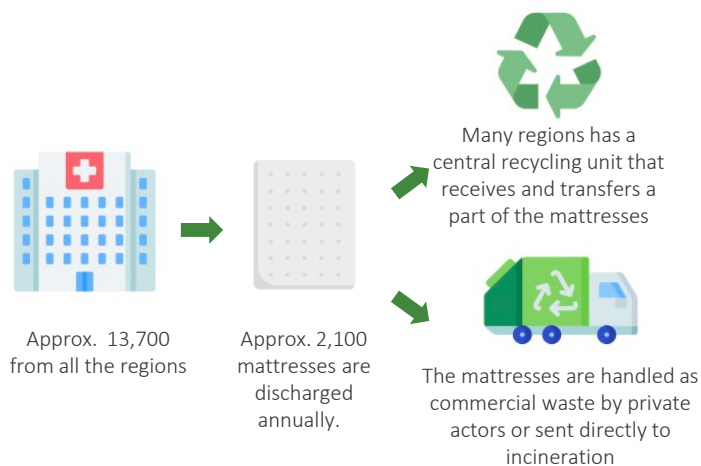 Many regions has a
central recycling unit that
receives and transfers a
part of the mattresses
Approx. 13,700
from all the regions
Approx. 2,100
mattresses are
discharged
annually.
The mattresses are handled as
commercial waste by private
actors or sent directly to
incineration